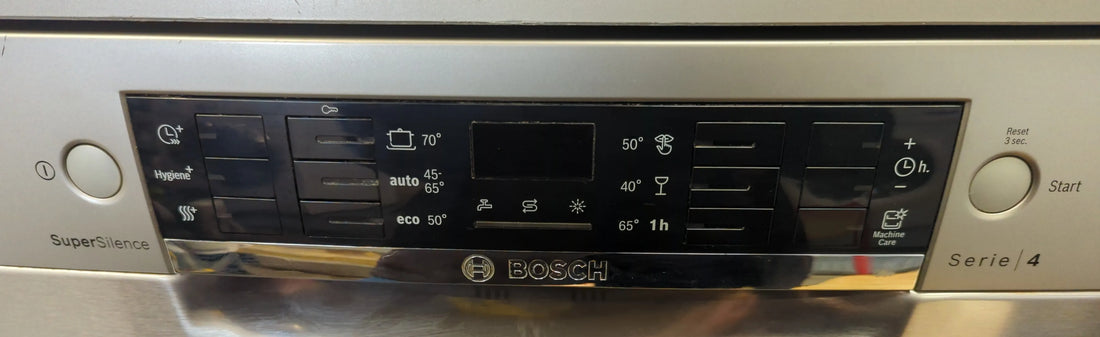 70°
Hygiene+
auto 45-
65°
eco 50°
SuperSilence
50°
40°
65° 1h
+
h.
−
Machine
Care
Reset
3 sec.
Start
BOSCH
Serie | 4